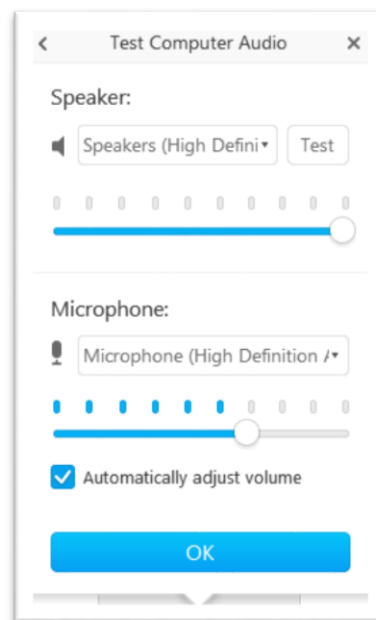 Test Computer Audio
Speaker:
Speakers (High Defini
Test
Microphone:
Microphone (High Definition A
Automatically adjust volume
OK